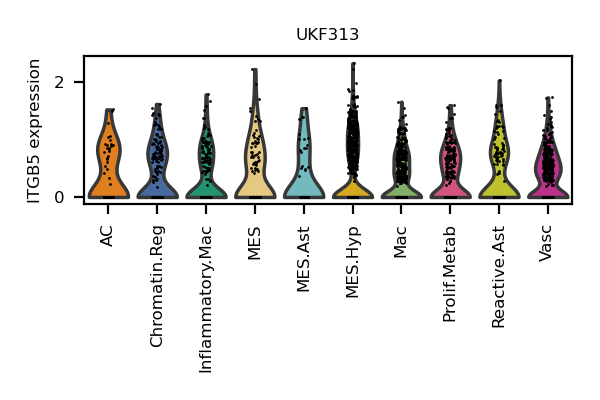 UKF313
ITGB5 expression
2
0
AC
Chromatin.Reg
Inflammatory.Mac
MES
MES.Ast
MES.Hyp
Mac
Prolif.Metab
Reactive.Ast
Vasc